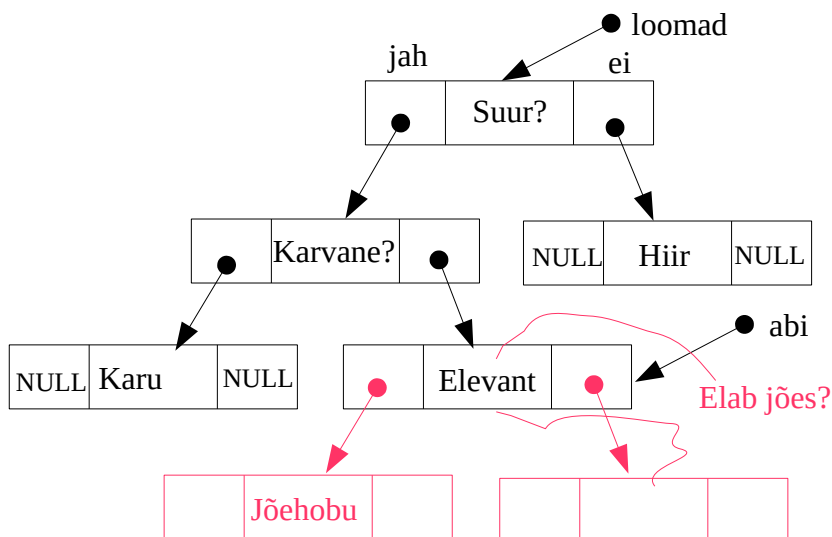 loomad
jah
ei
Suur?
Karvane?
NULL
Hiir
NULL
abi
NULL
Karu
NULL
Elevant
Elab jões?
Jõehobu